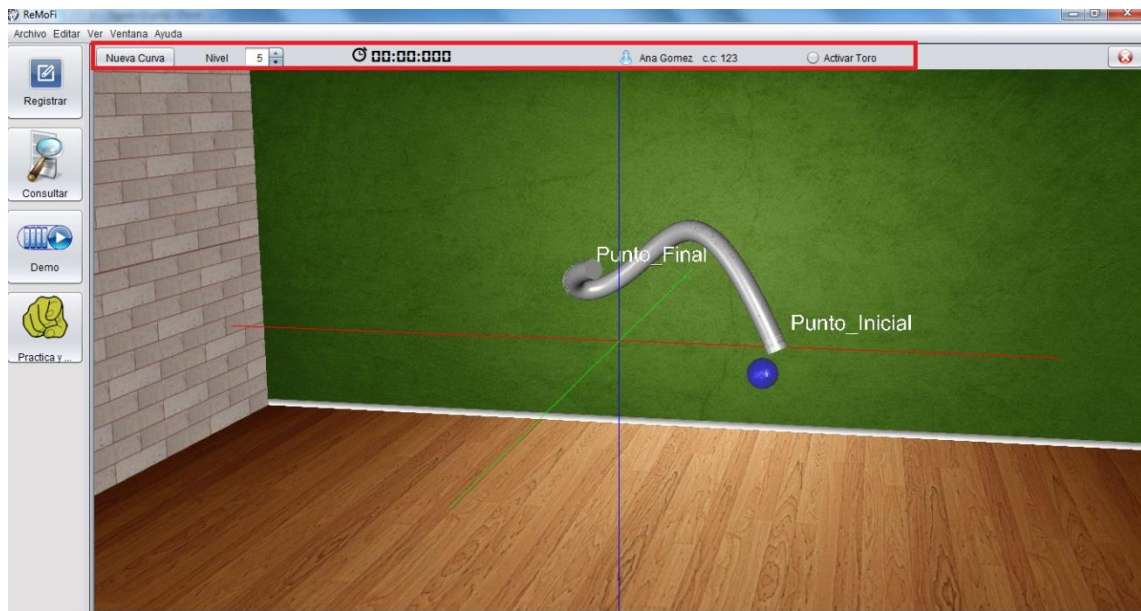 ReMoFi
Archivo Editar Ver Ventana Ayuda
Nueva Curva Nivel 5 00:00:000 Ana Gomez c.c: 123 Activar Toro
Registrar
Consultar
Demo
Practica y ...
Punto_Final
Punto_Inicial